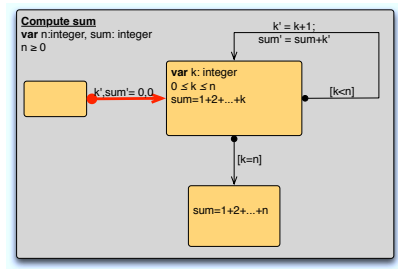 Compute sum
var n:integer, sum: integer
n ≥ 0
k' = k+1;
sum' = sum+k'
var k: integer
0 ≤ k ≤ n
sum=1+2+...+k
k',sum'= 0,0
[k<n]
[k=n]
sum=1+2+...+n